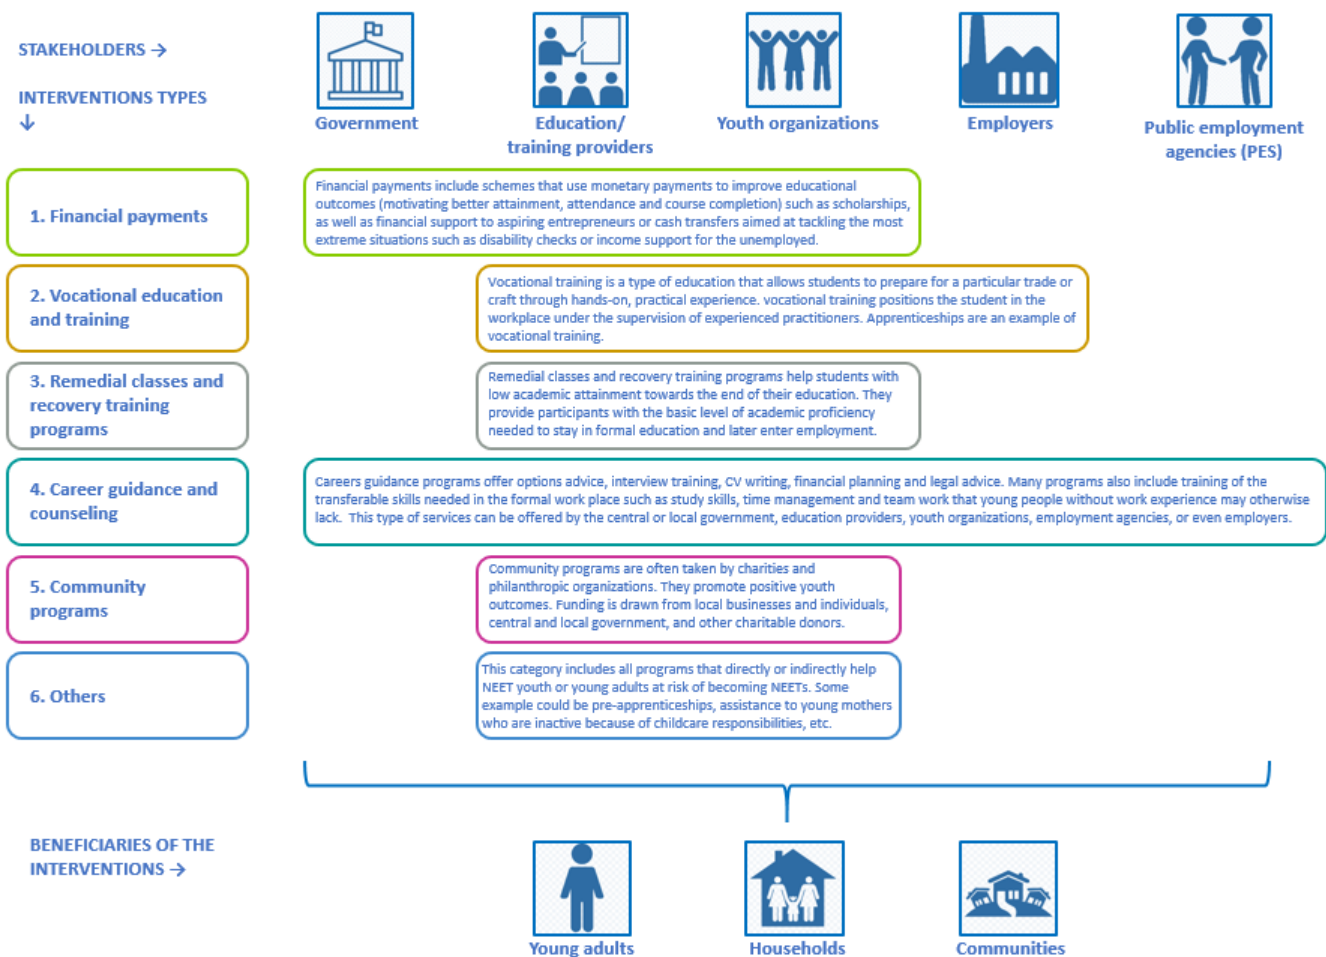 STAKEHOLDERS →
INTERVENTIONS TYPES
↓
Government
Education/
training providers
Youth organizations
Employers
Public employment
agencies (PES)
1. Financial payments
Financial payments include schemes that use monetary payments to improve educational
outcomes (motivating better attainment, attendance and course completion) such as scholarships,
as well as financial support to aspiring entrepreneurs or cash transfers aimed at tackling the most
extreme situations such as disability checks or income support for the unemployed.
2. Vocational education
and training
Vocational training is a type of education that allows students to prepare for a particular trade or
craft through hands-on, practical experience. vocational training positions the student in the
workplace under the supervision of experienced practitioners. Apprenticeships are an example of
vocational training.
3. Remedial classes and
recovery training
programs
Remedial classes and recovery training programs help students with
low academic attainment towards the end of their education. They
provide participants with the basic level of academic proficiency
needed to stay in formal education and later enter employment.
4. Career guidance and
counseling
Careers guidance programs offer options advice, interview training, CV writing, financial planning and legal advice. Many programs also include training of the
transferable skills needed in the formal work place such as study skills, time management and team work that young people without work experience may otherwise
lack. This type of services can be offered by the central or local government, education providers, youth organizations, employment agencies, or even employers.
5. Community
programs
Community programs are often taken by charities and
philanthropic organizations. They promote positive youth
outcomes. Funding is drawn from local businesses and individuals,
central and local government, and other charitable donors.
6. Others
This category includes all programs that directly or indirectly help
NEET youth or young adults at risk of becoming NEETs. Some
example could be pre-apprenticeships, assistance to young mothers
who are inactive because of childcare responsibilities, etc.
BENEFICIARIES OF THE
INTERVENTIONS →
Young adults
Households
Communities